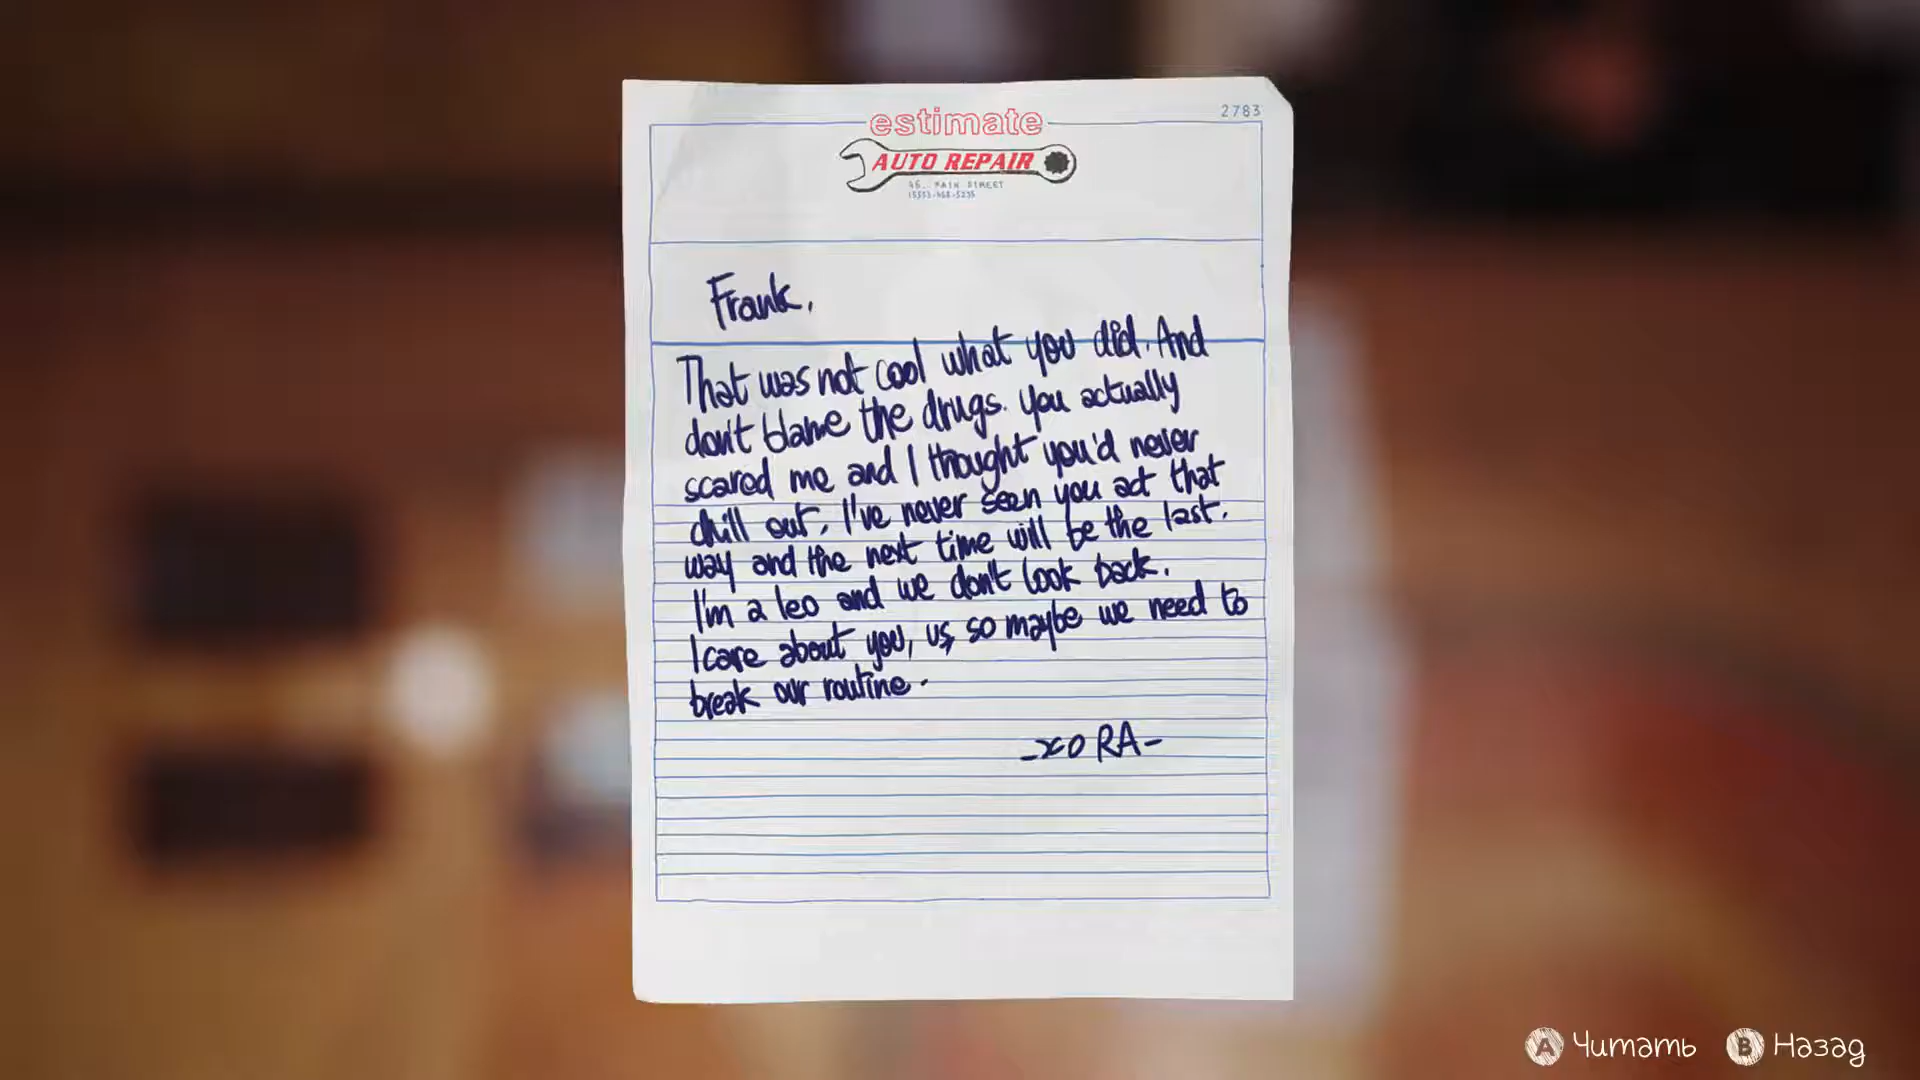 2783
estimate
AUTO REPAIR
Frank,
That was not cool what you did. And
don't blame the drugs. You actually
scared me and I thought you'd never
chill out. I've never seen you act that
way and the next time will be the last.
I'm a leo and we don't look back.
I care about you, us, so maybe we need to
break our routine.
-xo RA-
A Читать B Назад